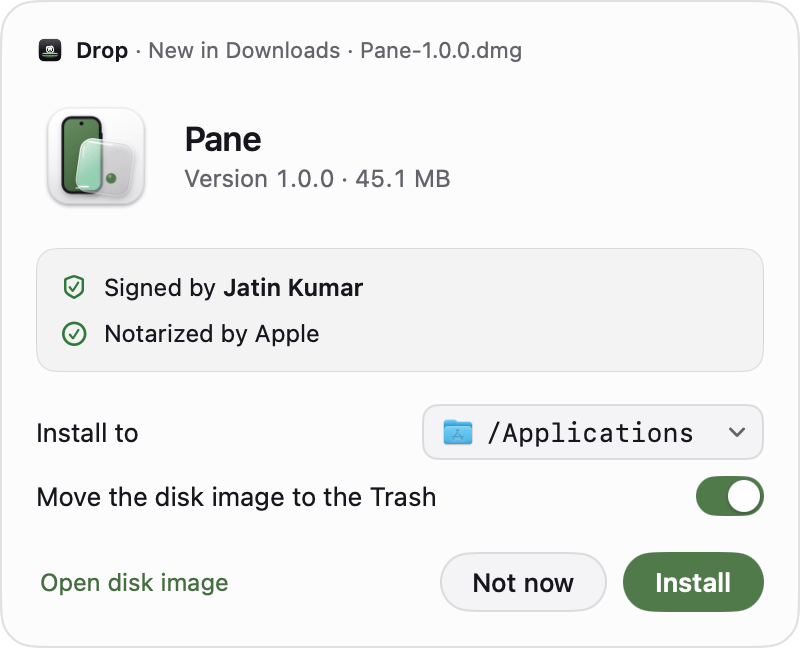 Drop · New in Downloads · Pane-1.0.0.dmg
Pane
Version 1.0.0 · 45.1 MB
Signed by Jatin Kumar
Notarized by Apple
Install to
/Applications
Move the disk image to the Trash
Open disk image
Not now
Install